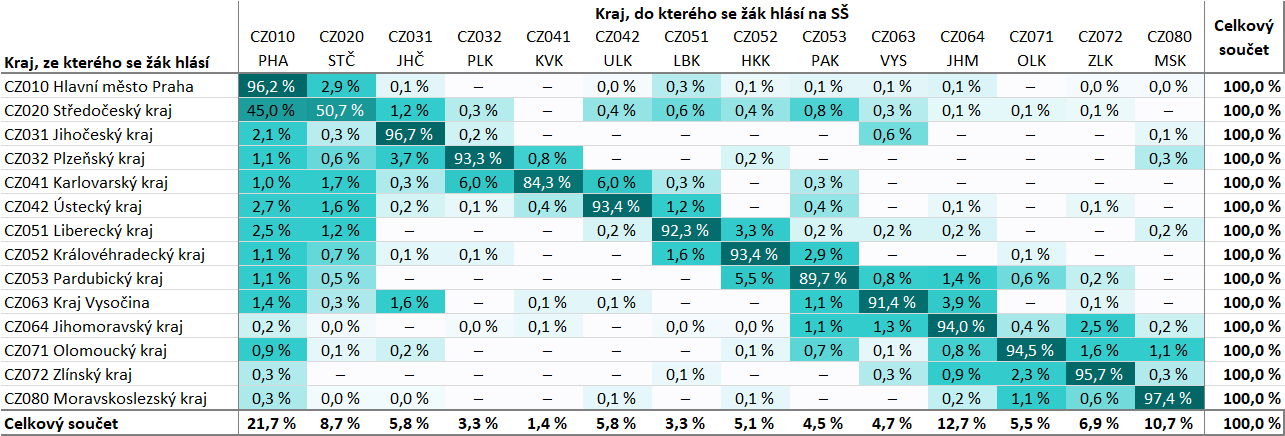 Kraj, do kterého se žák hlásí na SŠ
Kraj, ze kterého se žák hlásí CZ010 PHA CZ020 STČ CZ031 JHČ CZ032 PLK CZ041 KVK CZ042 ULK CZ051 LBK CZ052 HKK CZ053 PAK CZ063 VYS CZ064 JHM CZ071 OLK CZ072 ZLK CZ080 MSK Celkový součet
CZ010 Hlavní město Praha 96,2 % 2,9 % 0,1 % – – 0,0 % 0,3 % 0,1 % 0,1 % 0,1 % 0,1 % – 0,0 % 0,0 % 100,0 %
CZ020 Středočeský kraj 45,0 % 50,7 % 1,2 % 0,3 % – 0,4 % 0,6 % 0,4 % 0,8 % 0,3 % 0,1 % 0,1 % 0,1 % – 100,0 %
CZ031 Jihočeský kraj 2,1 % 0,3 % 96,7 % 0,2 % – – – – – 0,6 % – – – 0,1 % 100,0 %
CZ032 Plzeňský kraj 1,1 % 0,6 % 3,7 % 93,3 % 0,8 % – – 0,2 % – – – – – 0,3 % 100,0 %
CZ041 Karlovarský kraj 1,0 % 1,7 % 0,3 % 6,0 % 84,3 % 6,0 % 0,3 % – 0,3 % – – – – – 100,0 %
CZ042 Ústecký kraj 2,7 % 1,6 % 0,2 % 0,1 % 0,4 % 93,4 % 1,2 % – 0,4 % – 0,1 % – 0,1 % – 100,0 %
CZ051 Liberecký kraj 2,5 % 1,2 % – – – 0,2 % 92,3 % 3,3 % 0,2 % 0,2 % 0,2 % – – 0,2 % 100,0 %
CZ052 Královéhradecký kraj 1,1 % 0,7 % 0,1 % 0,1 % – – 1,6 % 93,4 % 2,9 % – – 0,1 % – – 100,0 %
CZ053 Pardubický kraj 1,1 % 0,5 % – – – – – 5,5 % 89,7 % 0,8 % 1,4 % 0,6 % 0,2 % – 100,0 %
CZ063 Kraj Vysočina 1,4 % 0,3 % 1,6 % – 0,1 % 0,1 % – – 1,1 % 91,4 % 3,9 % – 0,1 % – 100,0 %
CZ064 Jihomoravský kraj 0,2 % 0,0 % – 0,0 % 0,1 % – 0,0 % 0,0 % 1,1 % 1,3 % 94,0 % 0,4 % 2,5 % 0,2 % 100,0 %
CZ071 Olomoucký kraj 0,9 % 0,1 % 0,2 % – – – – 0,1 % 0,7 % 0,1 % 0,8 % 94,5 % 1,6 % 1,1 % 100,0 %
CZ072 Zlínský kraj 0,3 % – – – – – 0,1 % – – 0,3 % 0,9 % 2,3 % 95,7 % 0,3 % 100,0 %
CZ080 Moravskoslezský kraj 0,3 % 0,0 % 0,0 % – – 0,1 % – 0,1 % – – 0,2 % 1,1 % 0,6 % 97,4 % 100,0 %
Celkový součet 21,7 % 8,7 % 5,8 % 3,3 % 1,4 % 5,8 % 3,3 % 5,1 % 4,5 % 4,7 % 12,7 % 5,5 % 6,9 % 10,7 % 100,0 %